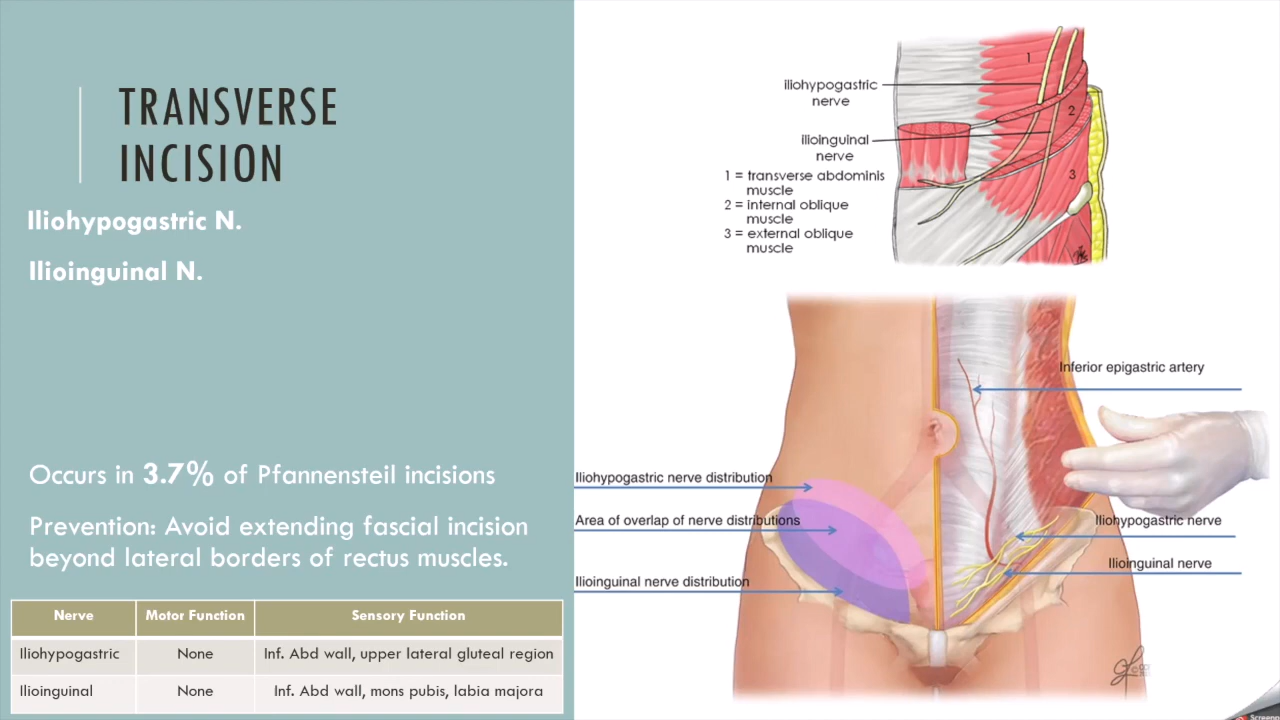 TRANSVERSE
INCISION
Iliohypogastric N.
Ilioinguinal N.
Occurs in 3.7% of Pfannensteil incisions
Prevention: Avoid extending fascial incision
beyond lateral borders of rectus muscles.
Nerve Motor Function Sensory Function
Iliohypogastric None Inf. Abd wall, upper lateral gluteal region
Ilioinguinal None Inf. Abd wall, mons pubis, labia majora
iliohypogastric
nerve
ilioinguinal
nerve
1 = transverse abdominis
muscle
2 = internal oblique
muscle
3 = external oblique
muscle
1
2
3
Inferior epigastric artery
Iliohypogastric nerve distribution
Area of overlap of nerve distributions
Ilioinguinal nerve distribution
Iliohypogastric nerve
Ilioinguinal nerve